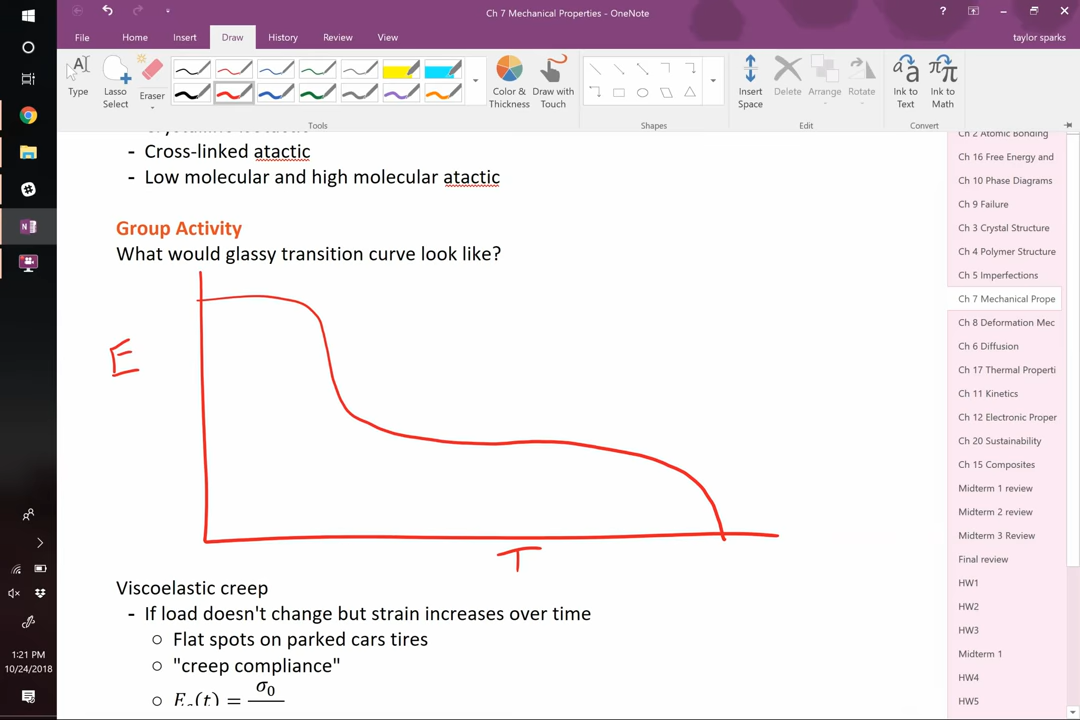 Ch 7 Mechanical Properties - OneNote
?
File
Home
Insert
Draw
History
Review
View
taylor sparks
Type
Lasso Select
Eraser
Color & Thickness
Draw with Touch
Insert Space
Delete
Arrange
Rotate
Ink to Text
Ink to Math
Tools
Shapes
Edit
Convert
- Cross-linked atactic
- Low molecular and high molecular atactic
Group Activity
What would glassy transition curve look like?
E
T
Viscoelastic creep
- If load doesn't change but strain increases over time
○ Flat spots on parked cars tires
○ "creep compliance"
Ch 2 Atomic Bonding
Ch 16 Free Energy and
Ch 10 Phase Diagrams
Ch 9 Failure
Ch 3 Crystal Structure
Ch 4 Polymer Structure
Ch 5 Imperfections
Ch 7 Mechanical Prope
Ch 8 Deformation Mec
Ch 6 Diffusion
Ch 17 Thermal Properti
Ch 11 Kinetics
Ch 12 Electronic Proper
Ch 20 Sustainability
Ch 15 Composites
Midterm 1 review
Midterm 2 review
Midterm 3 Review
Final review
HW1
HW2
HW3
Midterm 1
HW4
HW5
1:21 PM
10/24/2018